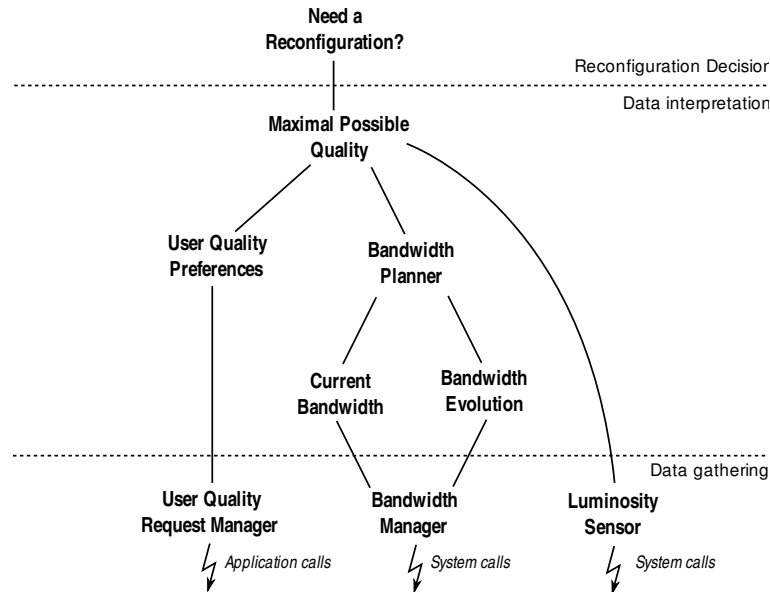 Need a
Reconfiguration?
Reconfiguration Decision
Data interpretation
Maximal Possible
Quality
User Quality
Preferences
Bandwidth
Planner
Current
Bandwidth
Bandwidth
Evolution
Data gathering
User Quality
Request Manager
Bandwidth
Manager
Luminosity
Sensor
Application calls
System calls
System calls